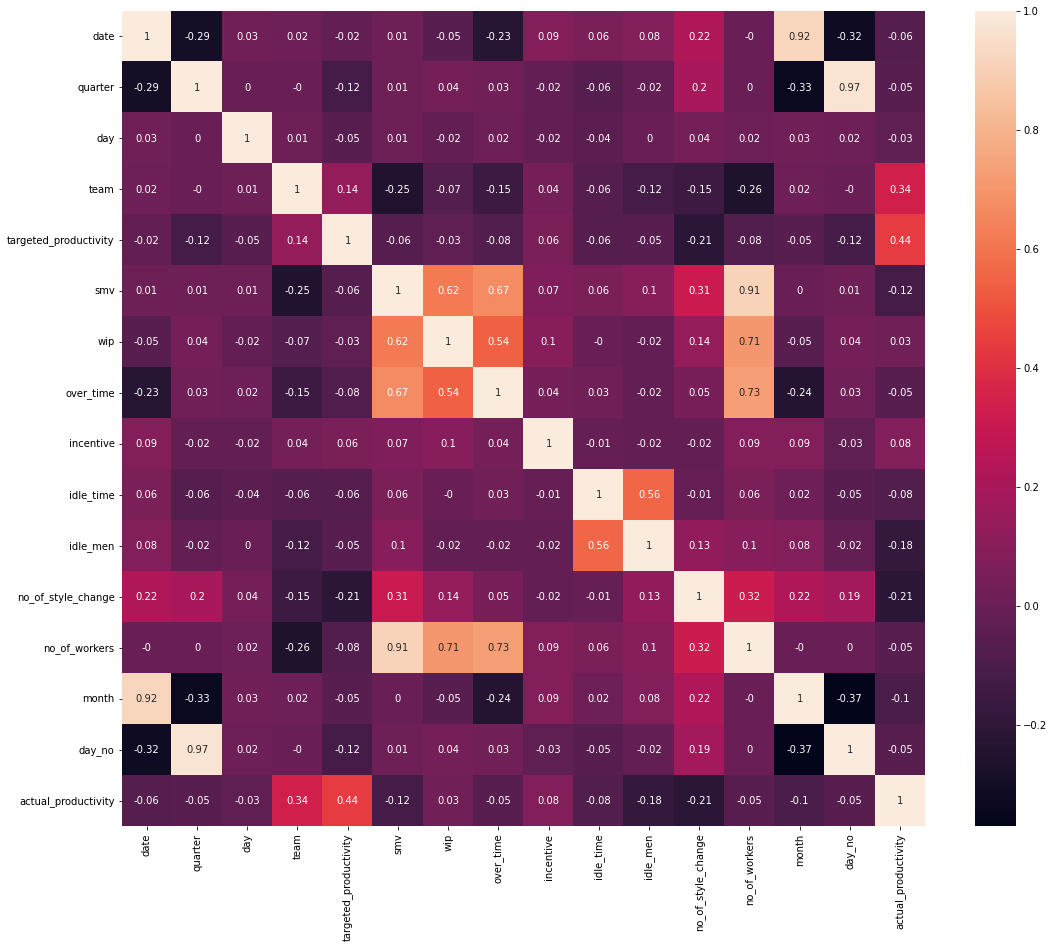 date 1 -0.29 0.03 0.02 -0.02 0.01 -0.05 -0.23 0.09 0.06 0.08 0.22 -0 0.92 -0.32 -0.06
quarter -0.29 1 0 -0 -0.12 0.01 0.04 0.03 -0.02 -0.06 -0.02 0.2 0 -0.33 0.97 -0.05
day 0.03 0 1 0.01 -0.05 0.01 -0.02 0.02 -0.02 -0.04 0 0.04 0.02 0.03 0.02 -0.03
team 0.02 -0 0.01 1 0.14 -0.25 -0.07 -0.15 0.04 -0.06 -0.12 -0.15 -0.26 0.02 -0 0.34
targeted_productivity -0.02 -0.12 -0.05 0.14 1 -0.06 -0.03 -0.08 0.06 -0.06 -0.05 -0.21 -0.08 -0.05 -0.12 0.44
smv 0.01 0.01 0.01 -0.25 -0.06 1 0.62 0.67 0.07 0.06 0.1 0.31 0.91 0 0.01 -0.12
wip -0.05 0.04 -0.02 -0.07 -0.03 0.62 1 0.54 0.1 -0 -0.02 0.14 0.71 -0.05 0.04 0.03
over_time -0.23 0.03 0.02 -0.15 -0.08 0.67 0.54 1 0.04 0.03 -0.02 0.05 0.73 -0.24 0.03 -0.05
incentive 0.09 -0.02 -0.02 0.04 0.06 0.07 0.1 0.04 1 -0.01 -0.02 -0.02 0.09 0.09 -0.03 0.08
idle_time 0.06 -0.06 -0.04 -0.06 -0.06 0.06 -0 0.03 -0.01 1 0.56 -0.01 0.06 0.02 -0.05 -0.08
idle_men 0.08 -0.02 0 -0.12 -0.05 0.1 -0.02 -0.02 -0.02 0.56 1 0.13 0.1 0.08 -0.02 -0.18
no_of_style_change 0.22 0.2 0.04 -0.15 -0.21 0.31 0.14 0.05 -0.02 -0.01 0.13 1 0.32 0.22 0.19 -0.21
no_of_workers -0 0 0.02 -0.26 -0.08 0.91 0.71 0.73 0.09 0.06 0.1 0.32 1 -0 0 -0.05
month 0.92 -0.33 0.03 0.02 -0.05 0 -0.05 -0.24 0.09 0.02 0.08 0.22 -0 1 -0.37 -0.1
day_no -0.32 0.97 0.02 -0 -0.12 0.01 0.04 0.03 -0.03 -0.05 -0.02 0.19 0 -0.37 1 -0.05
actual_productivity -0.06 -0.05 -0.03 0.34 0.44 -0.12 0.03 -0.05 0.08 -0.08 -0.18 -0.21 -0.05 -0.1 -0.05 1
date quarter day team targeted_productivity smv wip over_time incentive idle_time idle_men no_of_style_change no_of_workers month day_no actual_productivity
1.0
0.8
0.6
0.4
0.2
0.0
−0.2